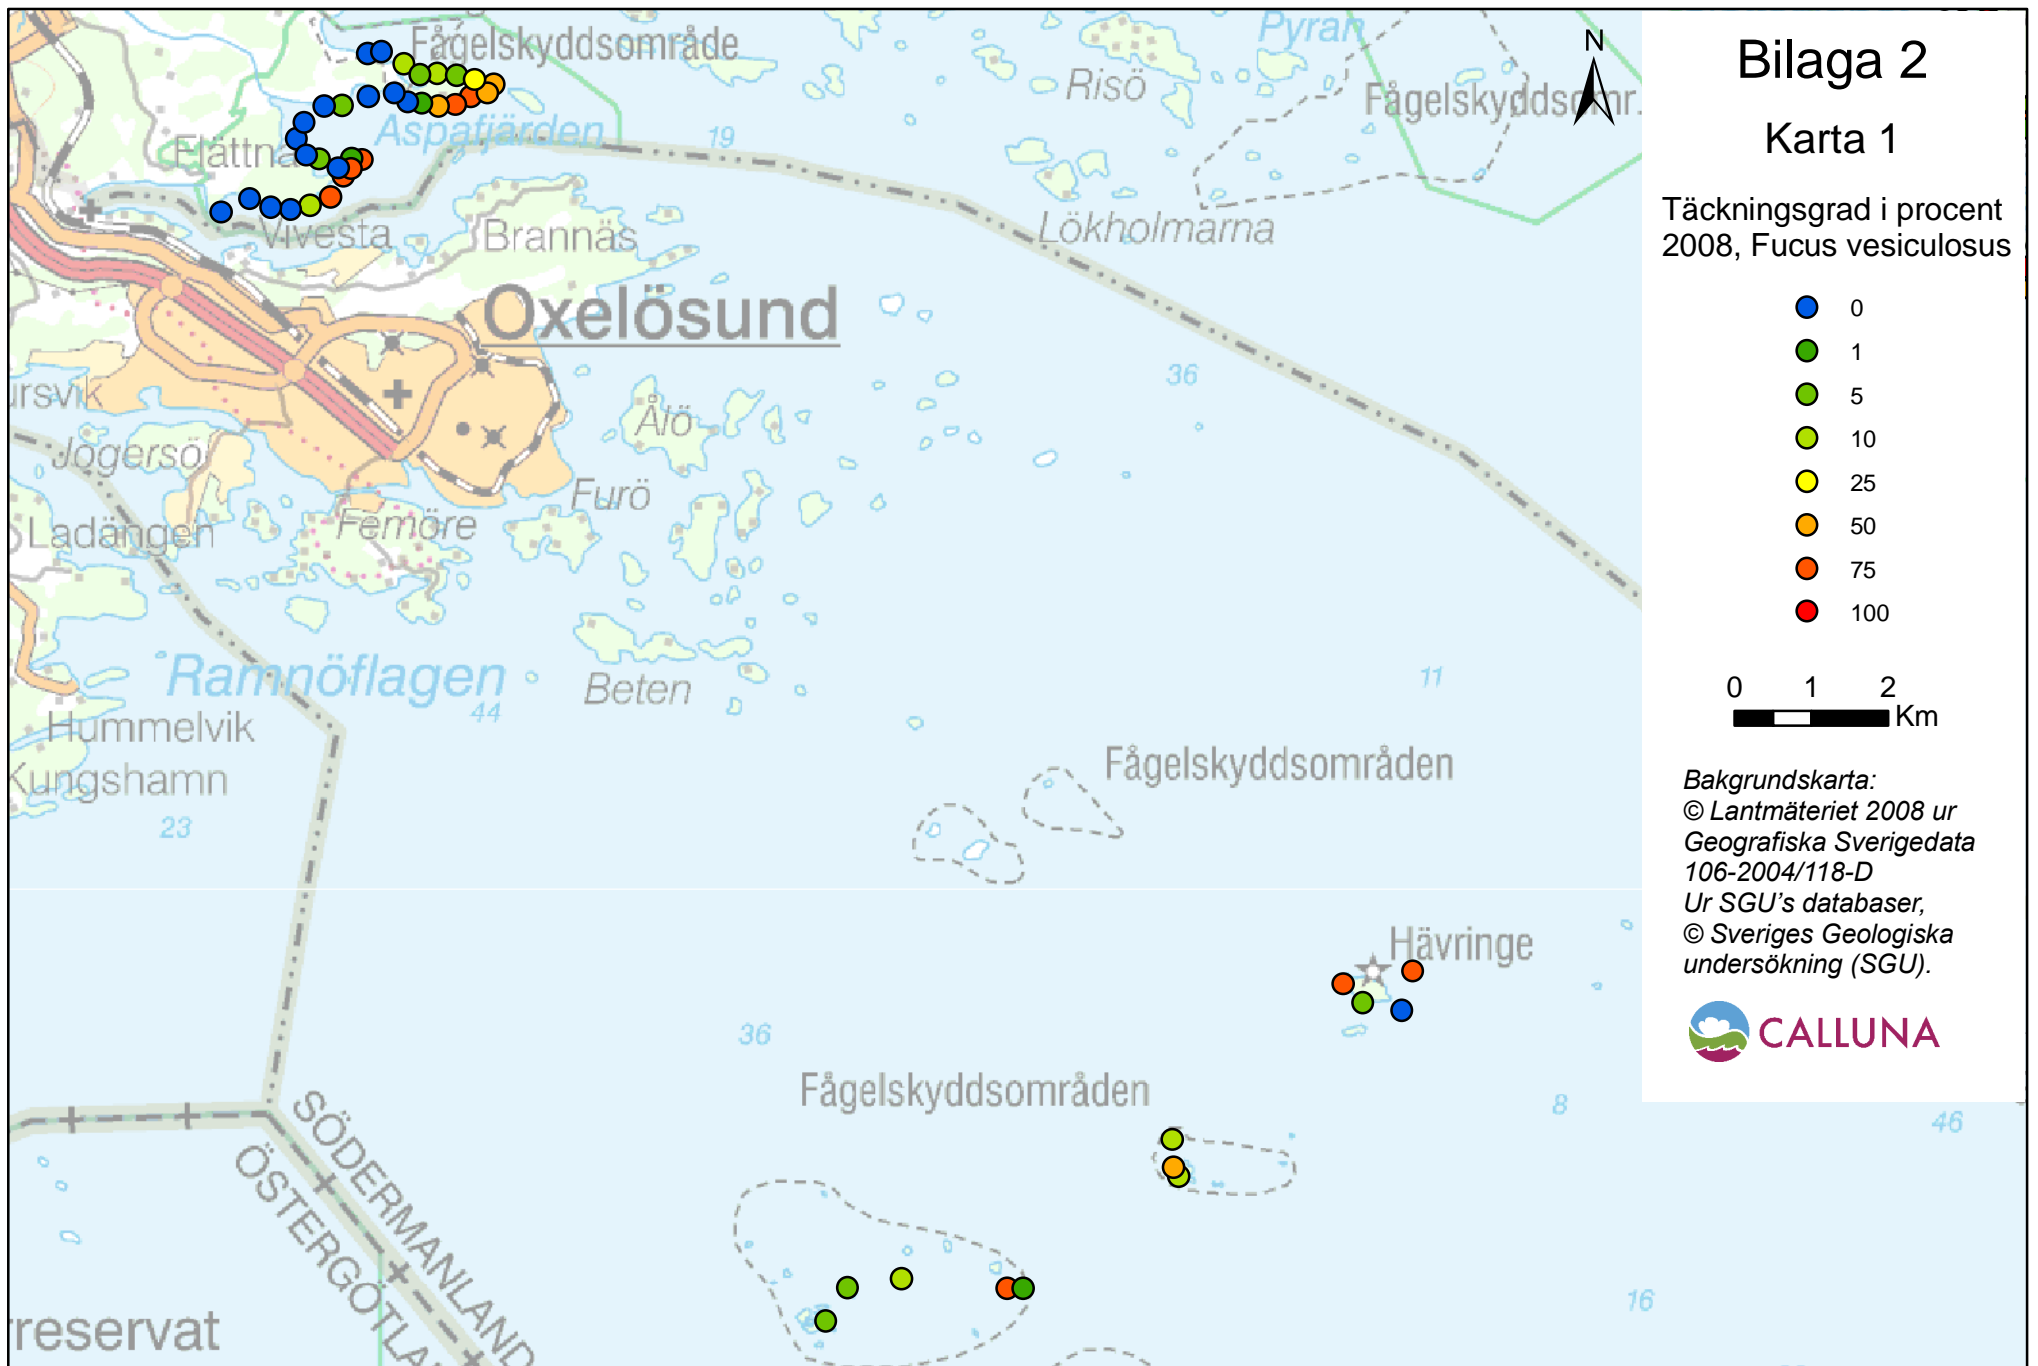 Fågelskyddsområde
Pyran
Risö
Fågelskyddsomr.
N
Aspafjärden
19
Flättna
Vivesta
Brannäs
Lökholmarna
Oxelösund
36
ursvik
Ålö
Jogersö
Furö
Femöre
Ladängen
Ramnöflagen
44
Beten
11
Hummelvik
Kungshamn
23
Fågelskyddsområden
Hävringe
36
Fågelskyddsområden
8
46
SÖDERMANLAND
ÖSTERGÖTLA
16
reservat
Bilaga 2
Karta 1
Täckningsgrad i procent
2008, Fucus vesiculosus
0
1
5
10
25
50
75
100
0 1 2
Km
Bakgrundskarta:
© Lantmäteriet 2008 ur
Geografiska Sverigedata
106-2004/118-D
Ur SGU's databaser,
© Sveriges Geologiska
undersökning (SGU).
CALLUNA